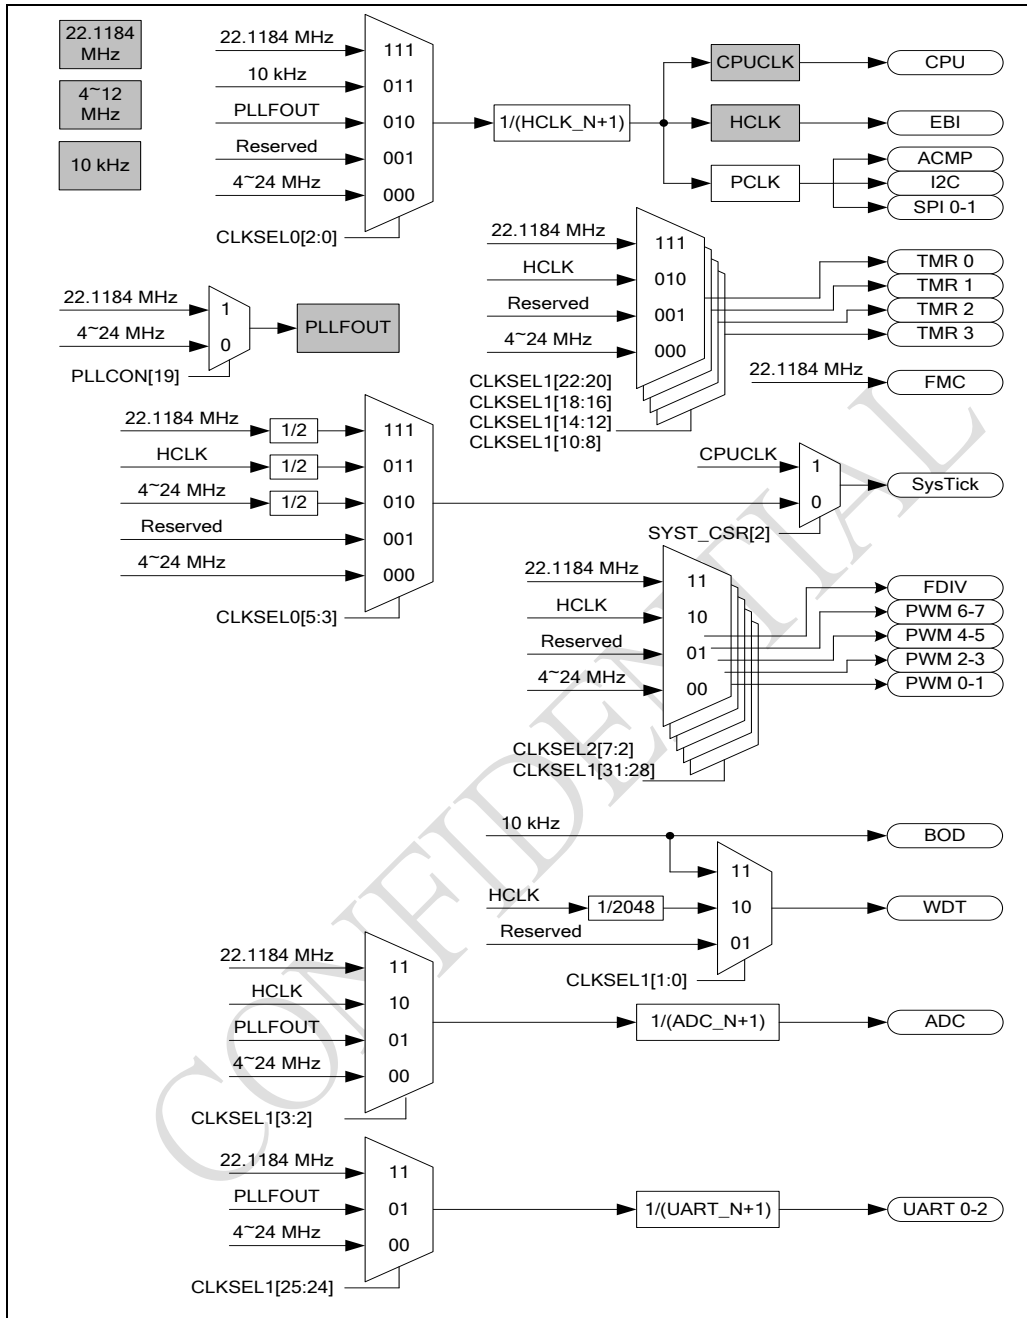 22.1184
MHz
4~12
MHz
10 kHz
22.1184 MHz
10 kHz
PLLFOUT
Reserved
4~24 MHz
111
011
010
001
000
CLKSEL0[2:0]
1/(HCLK_N+1)
CPUCLK
HCLK
PCLK
CPU
EBI
ACMP
I2C
SPI 0-1
22.1184 MHz
4~24 MHz
1
0
PLLCON[19]
PLLFOUT
22.1184 MHz
HCLK
Reserved
4~24 MHz
111
010
001
000
CLKSEL1[22:20]
CLKSEL1[18:16]
CLKSEL1[14:12]
CLKSEL1[10:8]
TMR 0
TMR 1
TMR 2
TMR 3
22.1184 MHz
FMC
22.1184 MHz
HCLK
4~24 MHz
Reserved
4~24 MHz
1/2
1/2
1/2
111
011
010
001
000
CLKSEL0[5:3]
CPUCLK
1
0
SYST_CSR[2]
SysTick
22.1184 MHz
HCLK
Reserved
4~24 MHz
11
10
01
00
CLKSEL2[7:2]
CLKSEL1[31:28]
FDIV
PWM 6-7
PWM 4-5
PWM 2-3
PWM 0-1
10 kHz
BOD
HCLK
1/2048
Reserved
11
10
01
CLKSEL1[1:0]
WDT
22.1184 MHz
HCLK
PLLFOUT
4~24 MHz
11
10
01
00
CLKSEL1[3:2]
1/(ADC_N+1)
ADC
22.1184 MHz
PLLFOUT
4~24 MHz
11
01
00
CLKSEL1[25:24]
1/(UART_N+1)
UART 0-2
CONFIDENTIAL